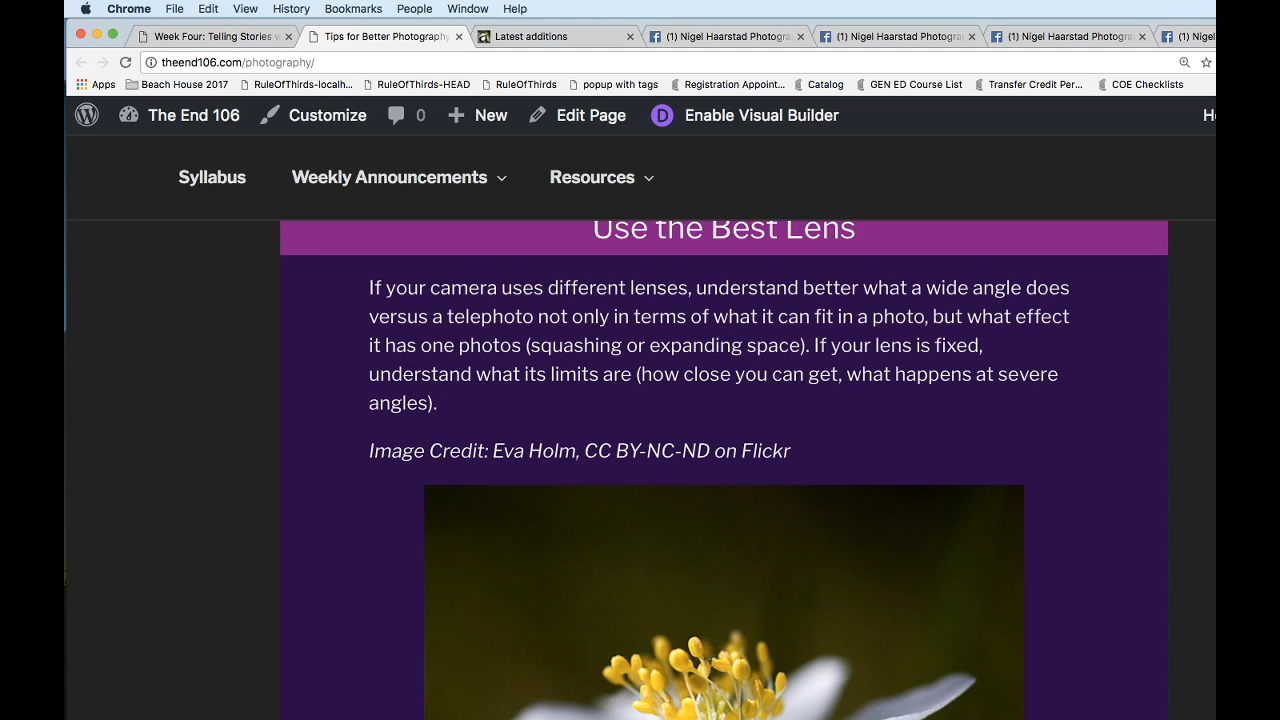 Chrome File Edit View History Bookmarks People Window Help
Week Four: Telling Stories w × Tips for Better Photography × Latest additions × (1) Nigel Haarstad Photogra × (1) Nigel Haarstad Photogra × (1) Nigel Haarstad Photogra × (1) Nigel
theend106.com/photography/
Apps Beach House 2017 RuleOfThirds-localh... RuleOfThirds-HEAD RuleOfThirds popup with tags Registration Appoint... Catalog GEN ED Course List Transfer Credit Per... COE Checklists
The End 106 Customize 0 + New Edit Page D Enable Visual Builder
Syllabus Weekly Announcements Resources
Use the Best Lens
If your camera uses different lenses, understand better what a wide angle does
versus a telephoto not only in terms of what it can fit in a photo, but what effect
it has one photos (squashing or expanding space). If your lens is fixed,
understand what its limits are (how close you can get, what happens at severe
angles).
Image Credit: Eva Holm, CC BY-NC-ND on Flickr